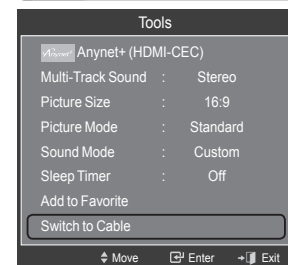 Tools
Anynet+ Anynet+ (HDMI-CEC)
Multi-Track Sound : Stereo
Picture Size : 16:9
Picture Mode : Standard
Sound Mode : Custom
Sleep Timer : Off
Add to Favorite
Switch to Cable
Move Enter Exit